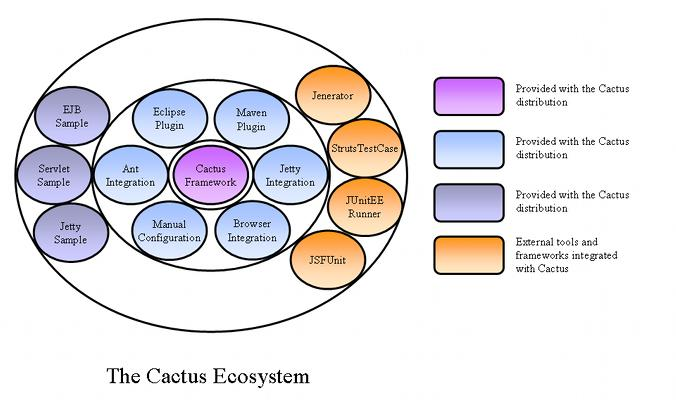 EJB
Sample
Servlet
Sample
Jetty
Sample
Eclipse
Plugin
Maven
Plugin
Ant
Integration
Cactus
Framework
Jetty
Integration
Manual
Configuration
Browser
Integration
Jenerator
StrutsTestCase
JUnitEE
Runner
JSFUnit
Provided with the Cactus
distribution
Provided with the Cactus
distribution
Provided with the Cactus
distribution
External tools and
frameworks integrated
with Cactus
The Cactus Ecosystem